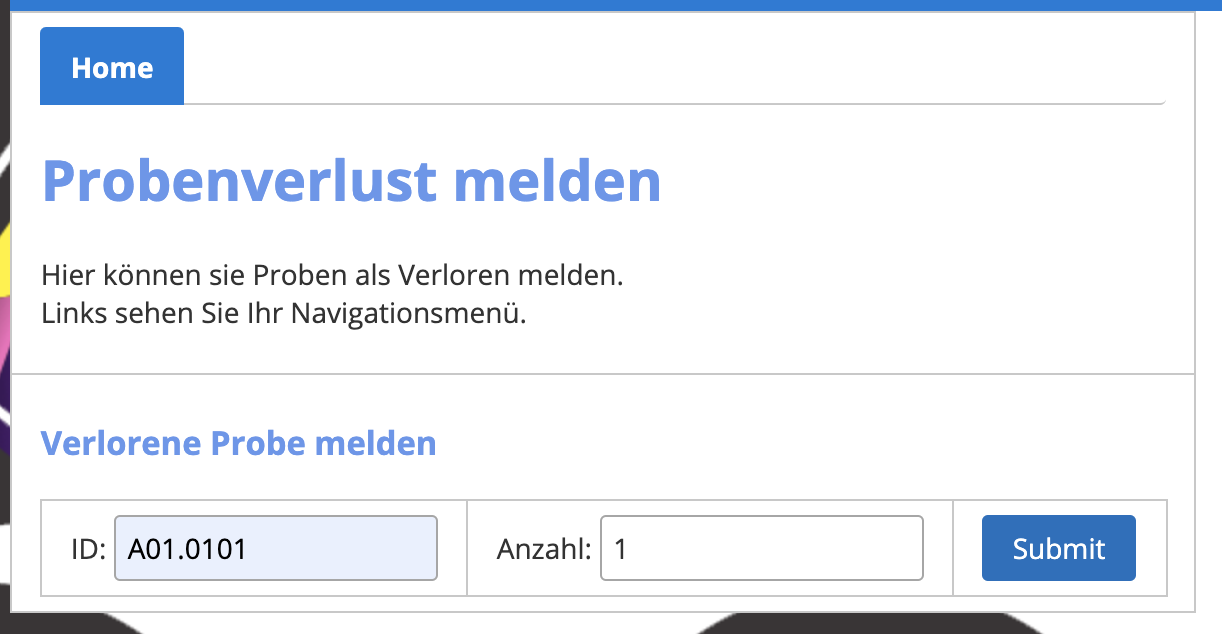 Home
Probenverlust melden
Hier können sie Proben als Verloren melden.
Links sehen Sie Ihr Navigationsmenü.
Verlorene Probe melden
ID: A01.0101 Anzahl: 1 Submit